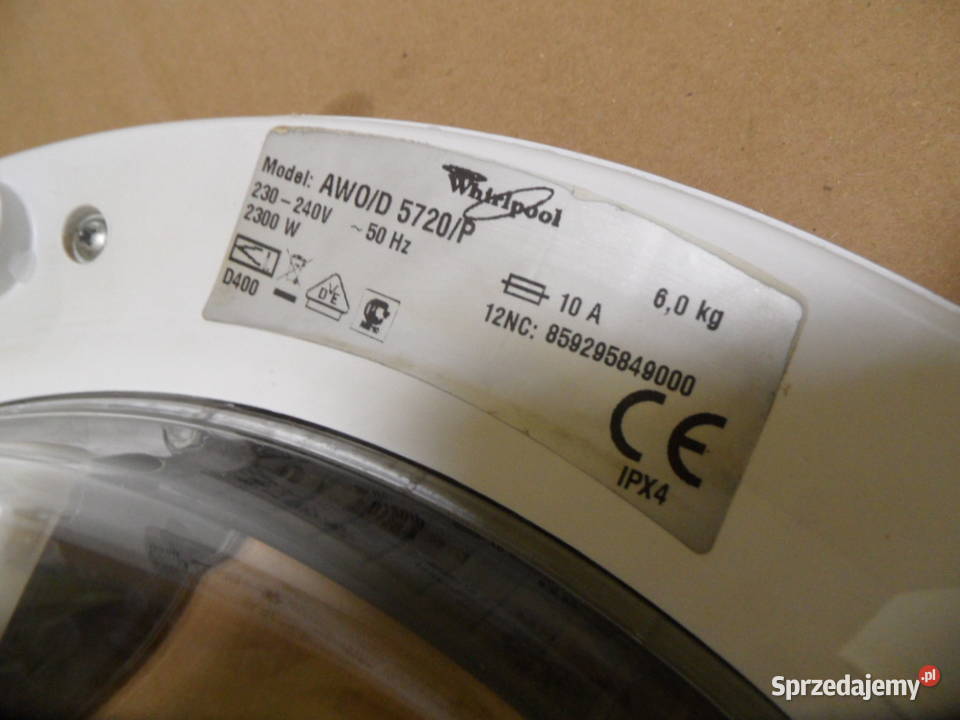 Whirlpool
Model: AWO/D 5720/P
230-240V ~ 50 Hz
2300 W
D400
DVE
10 A 6,0 kg
12NC: 859295849000
CE
IPX4
Sprzedajemy.pl